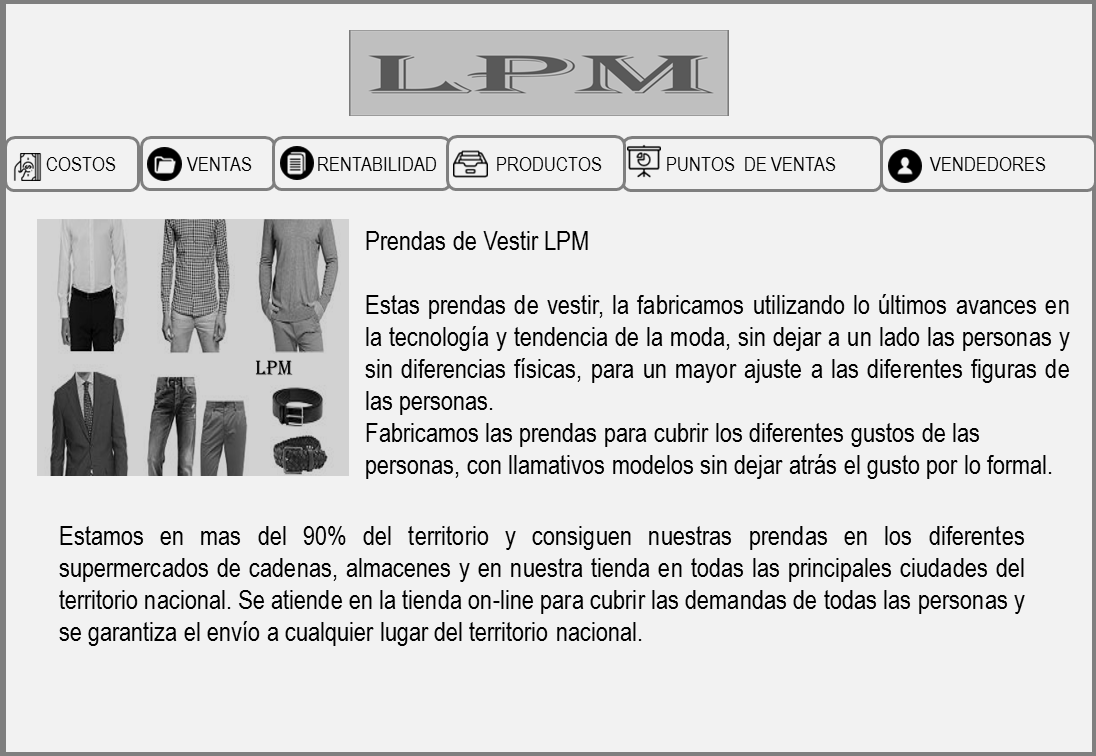 LPM
COSTOS
VENTAS
RENTABILIDAD
PRODUCTOS
PUNTOS DE VENTAS
VENDEDORES
LPM
Prendas de Vestir LPM
Estas prendas de vestir, la fabricamos utilizando lo últimos avances en
la tecnología y tendencia de la moda, sin dejar a un lado las personas y
sin diferencias físicas, para un mayor ajuste a las diferentes figuras de
las personas.
Fabricamos las prendas para cubrir los diferentes gustos de las
personas, con llamativos modelos sin dejar atrás el gusto por lo formal.
Estamos en mas del 90% del territorio y consiguen nuestras prendas en los diferentes
supermercados de cadenas, almacenes y en nuestra tienda en todas las principales ciudades del
territorio nacional. Se atiende en la tienda on-line para cubrir las demandas de todas las personas y
se garantiza el envío a cualquier lugar del territorio nacional.